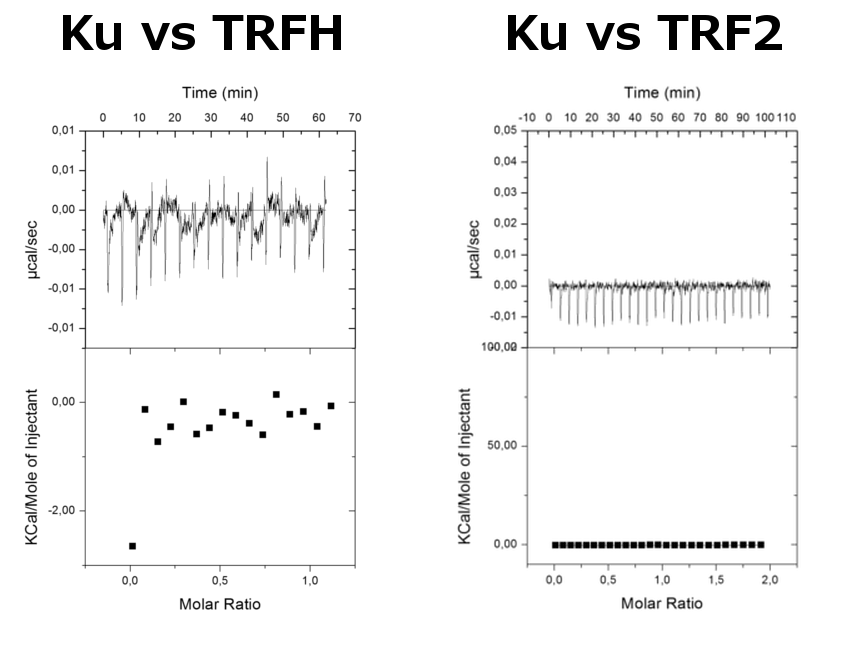 Ku vs TRFH
Time (min)
0 10 20 30 40 50 60 70
0,01
0,01
0,00
-0,00
-0,01
-0,01
µcal/sec
0,00
-2,00
KCal/Mole of Injectant
0,0 0,5 1,0
Molar Ratio
Ku vs TRF2
Time (min)
-10 0 10 20 30 40 50 60 70 80 90 100 110
0,05
0,04
0,03
0,02
0,01
0,00
-0,01
µcal/sec
50,00
0,00
KCal/Mole of Injectant
0,0 0,5 1,0 1,5 2,0
Molar Ratio